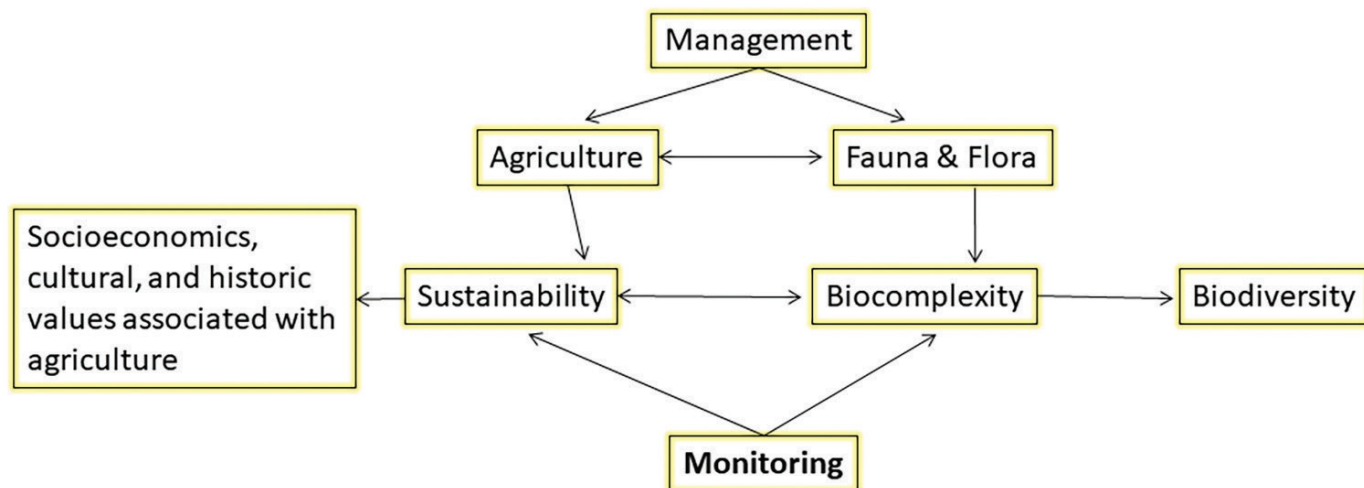 Management
Agriculture
Fauna & Flora
Socioeconomics,
cultural, and historic
values associated with
agriculture
Sustainability
Biocomplexity
Biodiversity
Monitoring